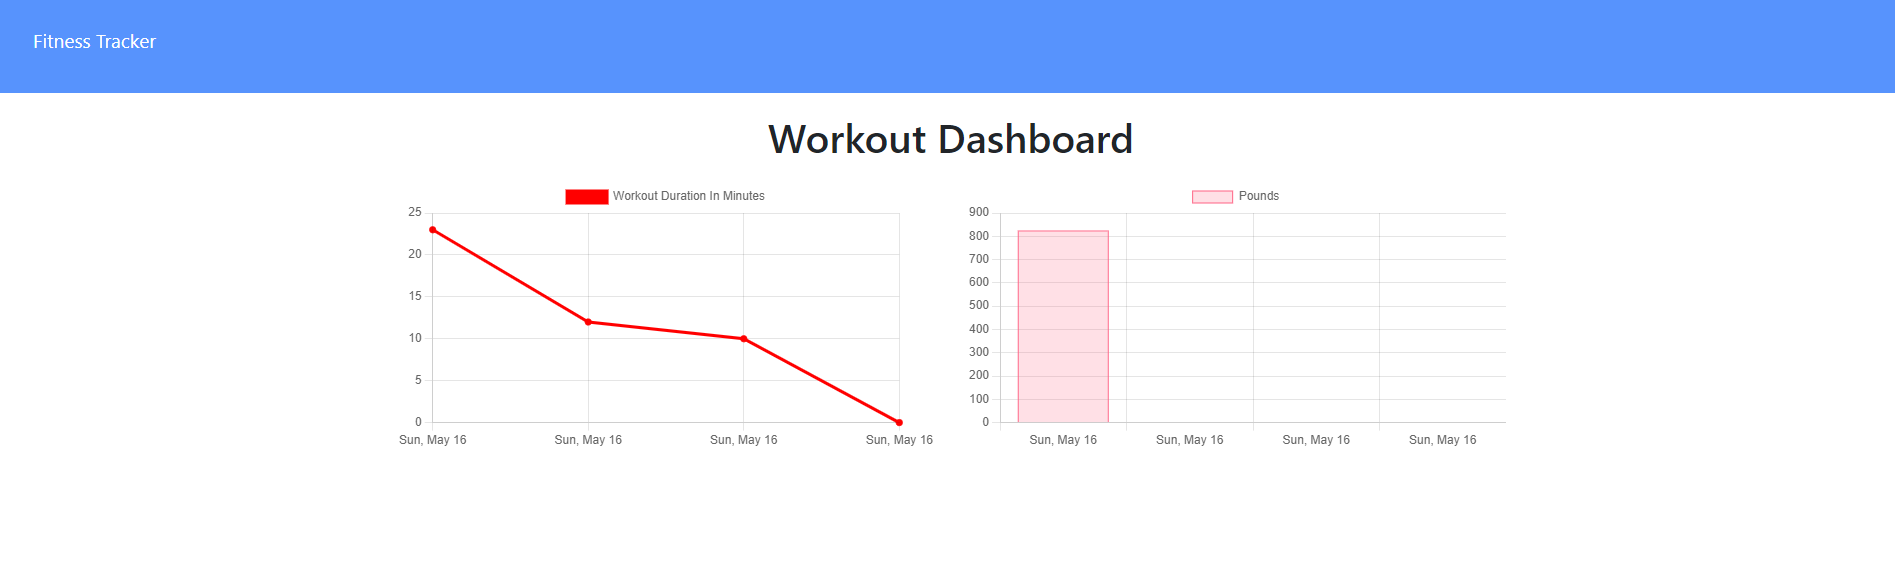 Fitness Tracker
Workout Dashboard
Workout Duration In Minutes
25
20
15
10
5
0
Sun, May 16 Sun, May 16 Sun, May 16 Sun, May 16
Pounds
900
800
700
600
500
400
300
200
100
0
Sun, May 16 Sun, May 16 Sun, May 16 Sun, May 16